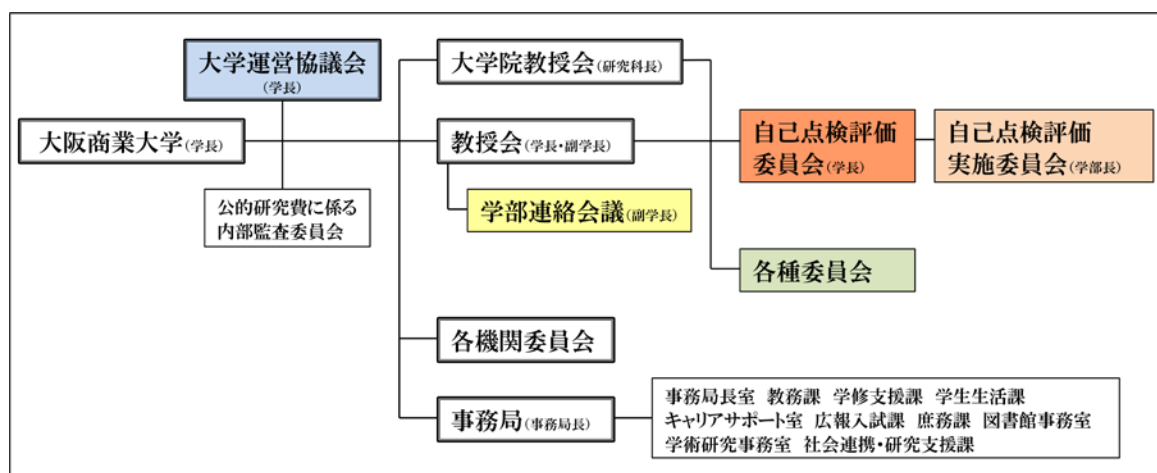 大学運営協議会
(学長)
大学院教授会(研究科長)
大阪商業大学(学長)
教授会(学長・副学長)
自己点検評価
委員会(学長)
自己点検評価
実施委員会(学部長)
公的研究費に係る
内部監査委員会
学部連絡会議(副学長)
各種委員会
各機関委員会
事務局(事務局長)
事務局長室 教務課 学修支援課 学生生活課
キャリアサポート室 広報入試課 庶務課 図書館事務室
学術研究事務室 社会連携・研究支援課